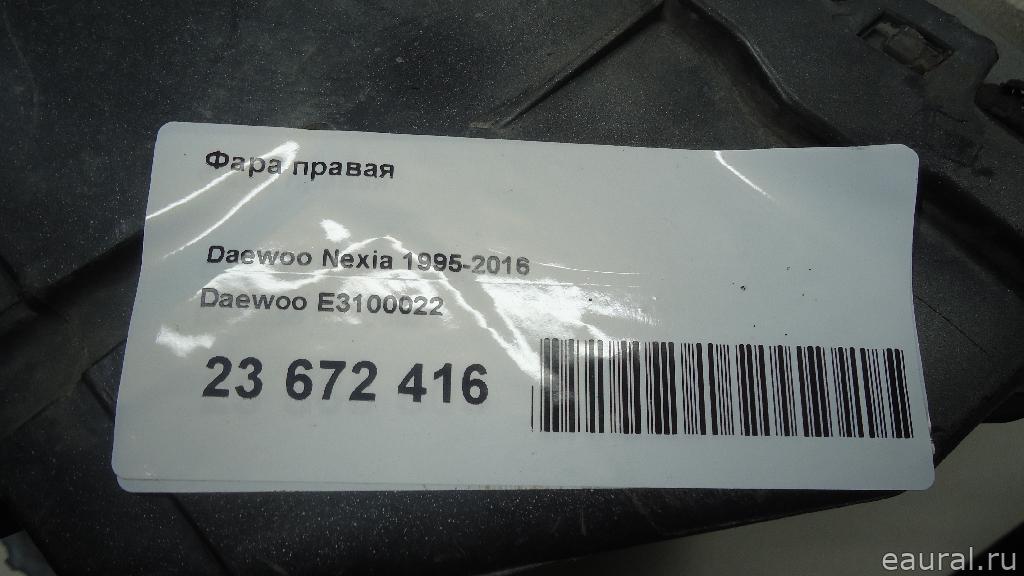 Фара правая
Daewoo Nexia 1995-2016
Daewoo E3100022
23 672 416
eaural.ru